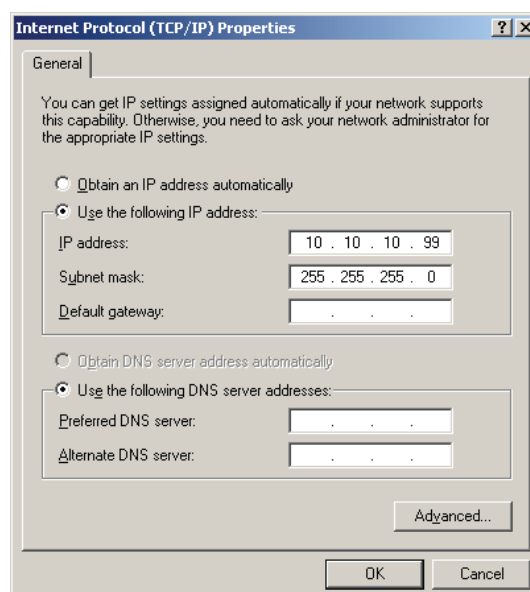 Internet Protocol (TCP/IP) Properties
General
You can get IP settings assigned automatically if your network supports
this capability. Otherwise, you need to ask your network administrator for
the appropriate IP settings.
Obtain an IP address automatically
Use the following IP address:
IP address: 10 . 10 . 10 . 99
Subnet mask: 255 . 255 . 255 . 0
Default gateway: . . .
Obtain DNS server address automatically
Use the following DNS server addresses:
Preferred DNS server: . . .
Alternate DNS server: . . .
Advanced...
OK Cancel